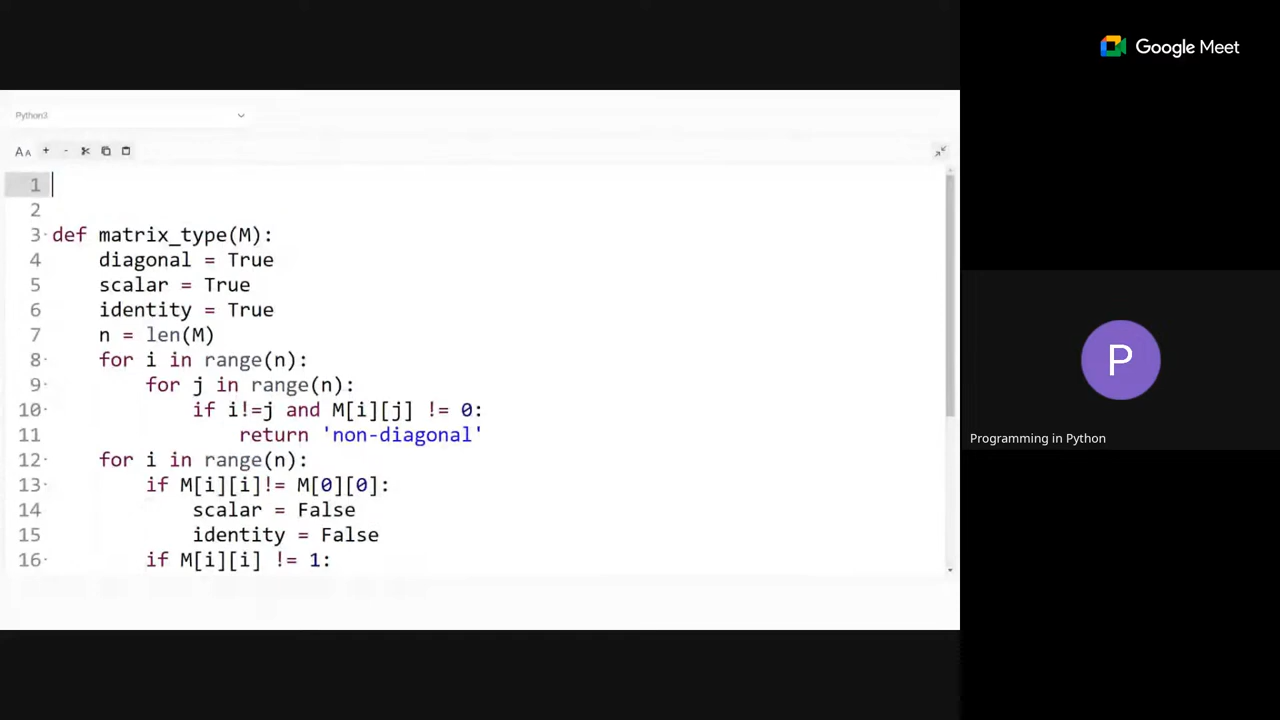 Google Meet
Python3
AA + -
1
2
3 def matrix_type(M):
4 diagonal = True
5 scalar = True
6 identity = True
7 n = len(M)
8 for i in range(n):
9 for j in range(n):
10 if i!=j and M[i][j] != 0:
11 return 'non-diagonal'
12 for i in range(n):
13 if M[i][i]!= M[0][0]:
14 scalar = False
15 identity = False
16 if M[i][i] != 1:
P
Programming in Python